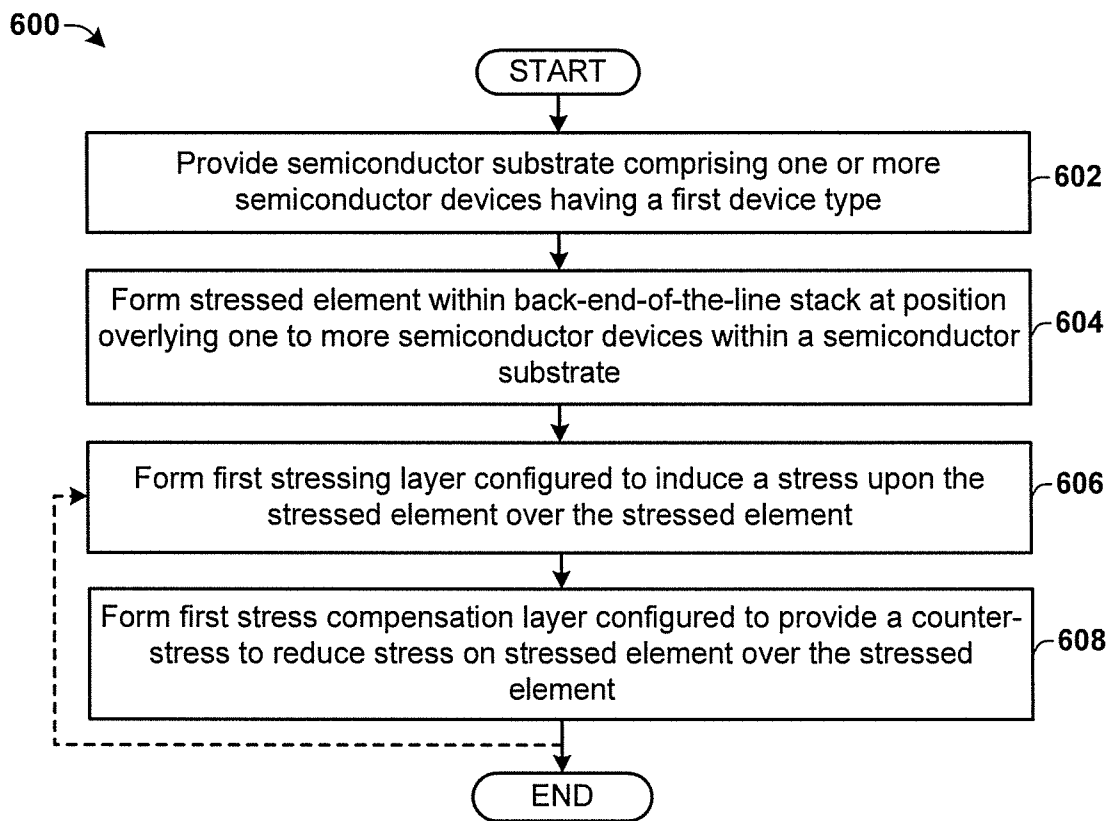 600
START
Provide semiconductor substrate comprising one or more
semiconductor devices having a first device type
602
Form stressed element within back-end-of-the-line stack at position
overlying one to more semiconductor devices within a semiconductor
substrate
604
Form first stressing layer configured to induce a stress upon the
stressed element over the stressed element
606
Form first stress compensation layer configured to provide a counter-
stress to reduce stress on stressed element over the stressed
element
608
END